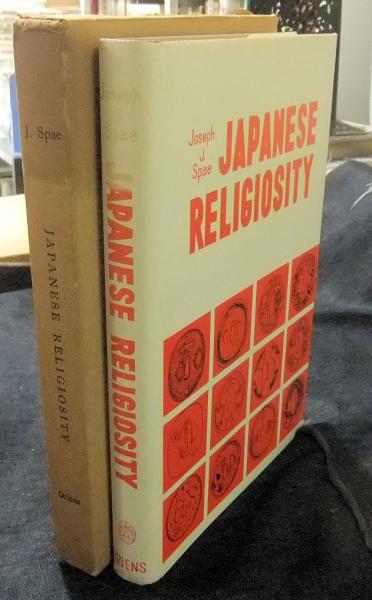 J. Spae
JAPANESE RELIGIOSITY
Oriens
Joseph
J
Spae
JAPANESE RELIGIOSITY
ORIENS
Joseph
J
Spae
JAPANESE
RELIGIOSITY